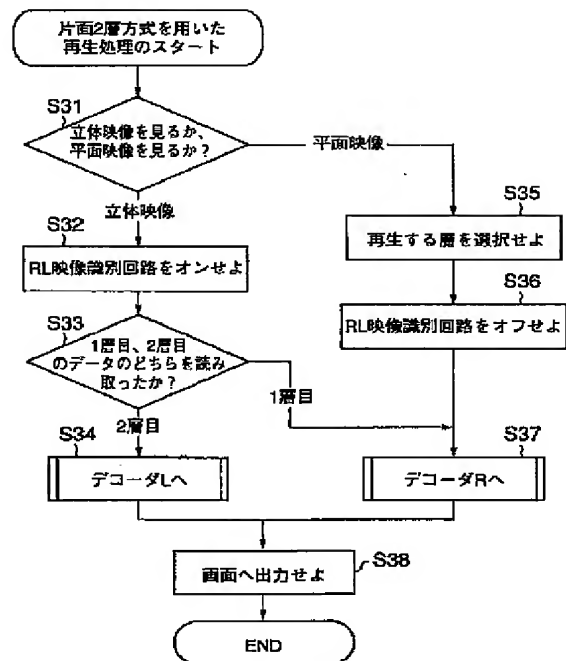 片面2層方式を用いた
再生処理のスタート
S31
立体映像を見るか、
平面映像を見るか？
平面映像
立体映像
S32
RL映像識別回路をオンせよ
S35
再生する層を選択せよ
S36
RL映像識別回路をオフせよ
S33
1層目、2層目
のデータのどちらを読み
取ったか？
1層目
2層目
S34
デコーダLへ
S37
デコーダRへ
画面へ出力せよ
S38
END